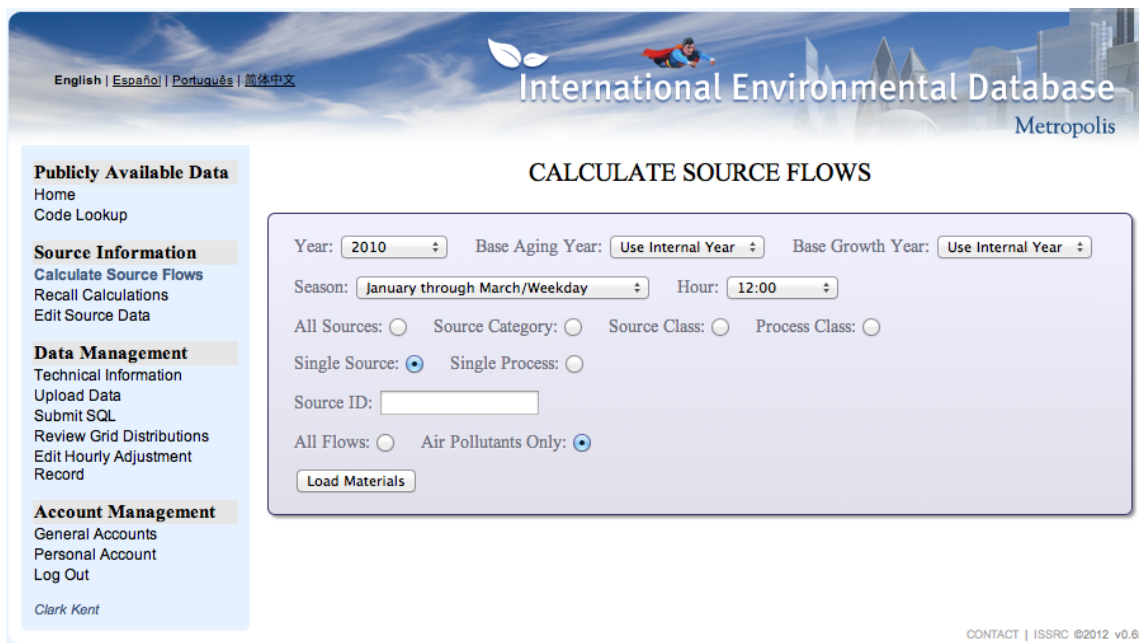 English | Español | Português | 简体中文
International Environmental Database
Metropolis
Publicly Available Data
Home
Code Lookup
Source Information
Calculate Source Flows
Recall Calculations
Edit Source Data
Data Management
Technical Information
Upload Data
Submit SQL
Review Grid Distributions
Edit Hourly Adjustment
Record
Account Management
General Accounts
Personal Account
Log Out
Clark Kent
CALCULATE SOURCE FLOWS
Year: 2010 Base Aging Year: Use Internal Year Base Growth Year: Use Internal Year
Season: January through March/Weekday Hour: 12:00
All Sources: Source Category: Source Class: Process Class:
Single Source: Single Process:
Source ID:
All Flows: Air Pollutants Only:
Load Materials
CONTACT | ISSRC ©2012